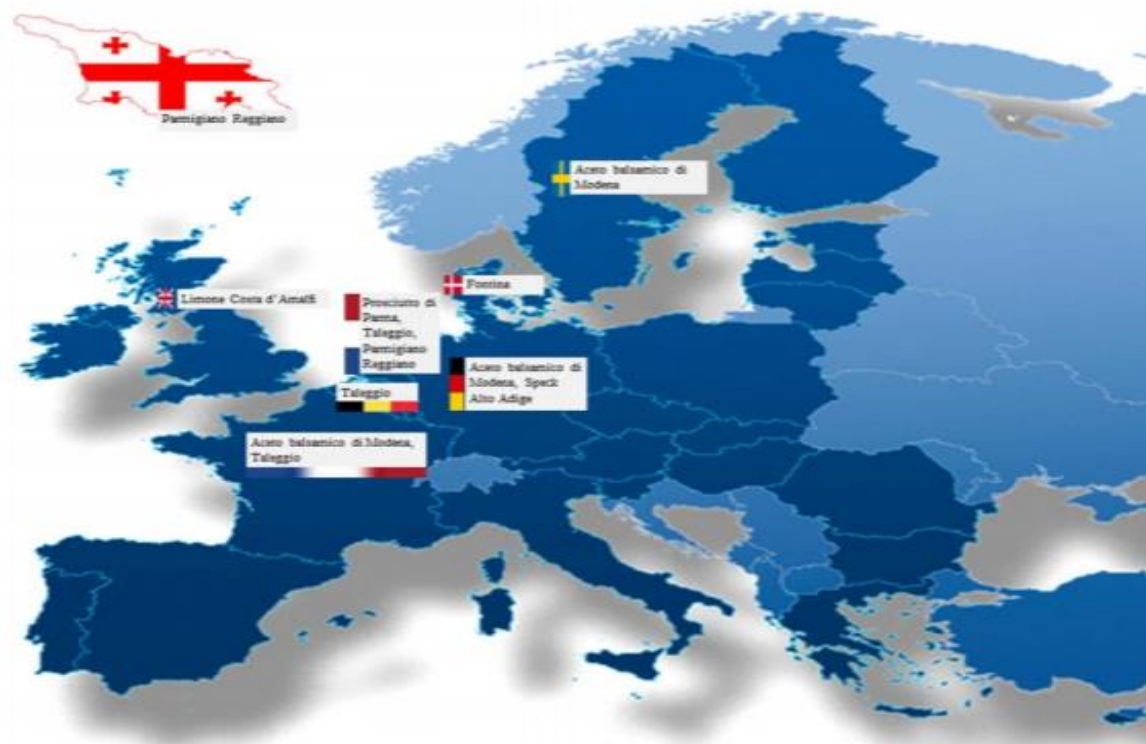 Parmigiano Reggiano
Aceto balsamico di
Modena
Fontina
Limone Costa d'Amalfi
Prosciutto di
Parma,
Taleggio,
Parmigiano
Reggiano
Aceto balsamico di
Modena, Speck
Alto Adige
Taleggio
Aceto balsamico di Modena,
Taleggio